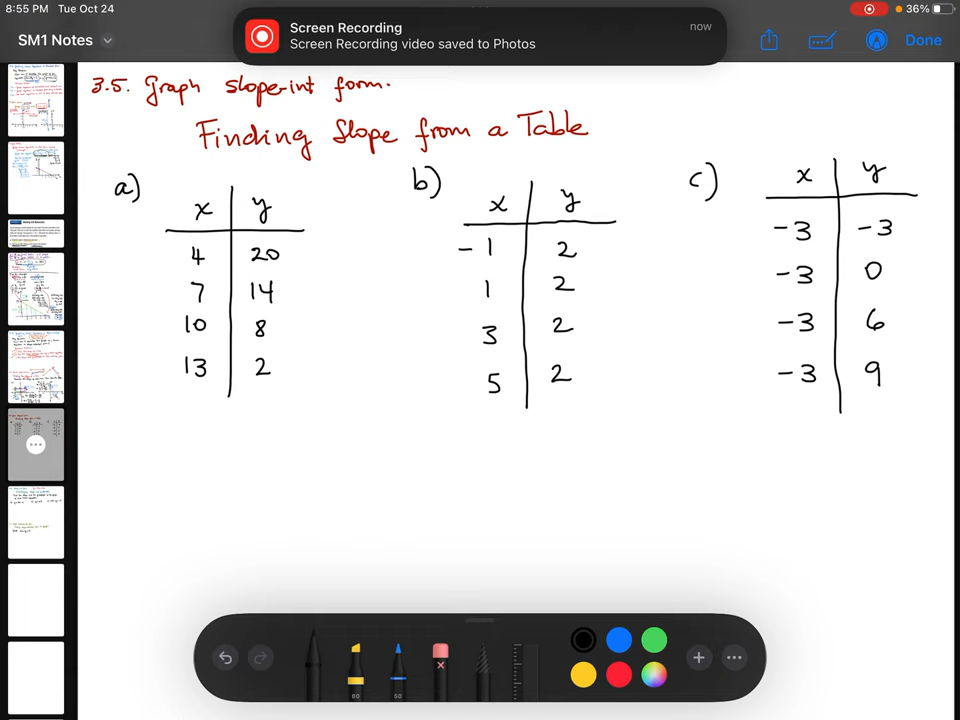 8:55 PM Tue Oct 24
36%
Screen Recording
now
Screen Recording video saved to Photos
SM1 Notes
Done
3.5. Graph slope-int form.
Finding Slope from a Table
a)
x y
4 20
7 14
10 8
13 2
b)
x y
-1 2
1 2
3 2
5 2
c)
x y
-3 -3
-3 0
-3 6
-3 9
80
50